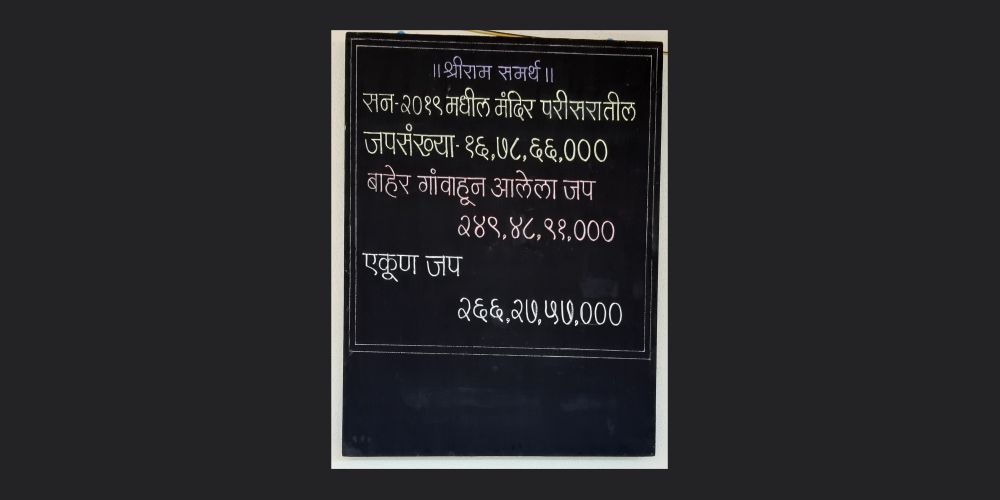 ॥श्रीराम समर्थ॥
सन-२०१९ मधील मंदिर परीसरातील
जपसंख्या-१६,७८,६६,०००
बाहेर गांवाहून आलेला जप
२४९,४८,९१,०००
एकूण जप
२६६,२७,५७,०००